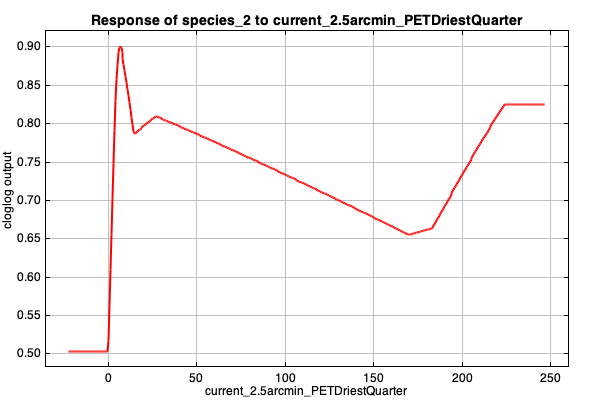 Response of species_2 to current_2.5arcmin_PETDriestQuarter
0.90
0.85
0.80
0.75
0.70
0.65
0.60
0.55
0.50
cloglog output
0 50 100 150 200 250
current_2.5arcmin_PETDriestQuarter